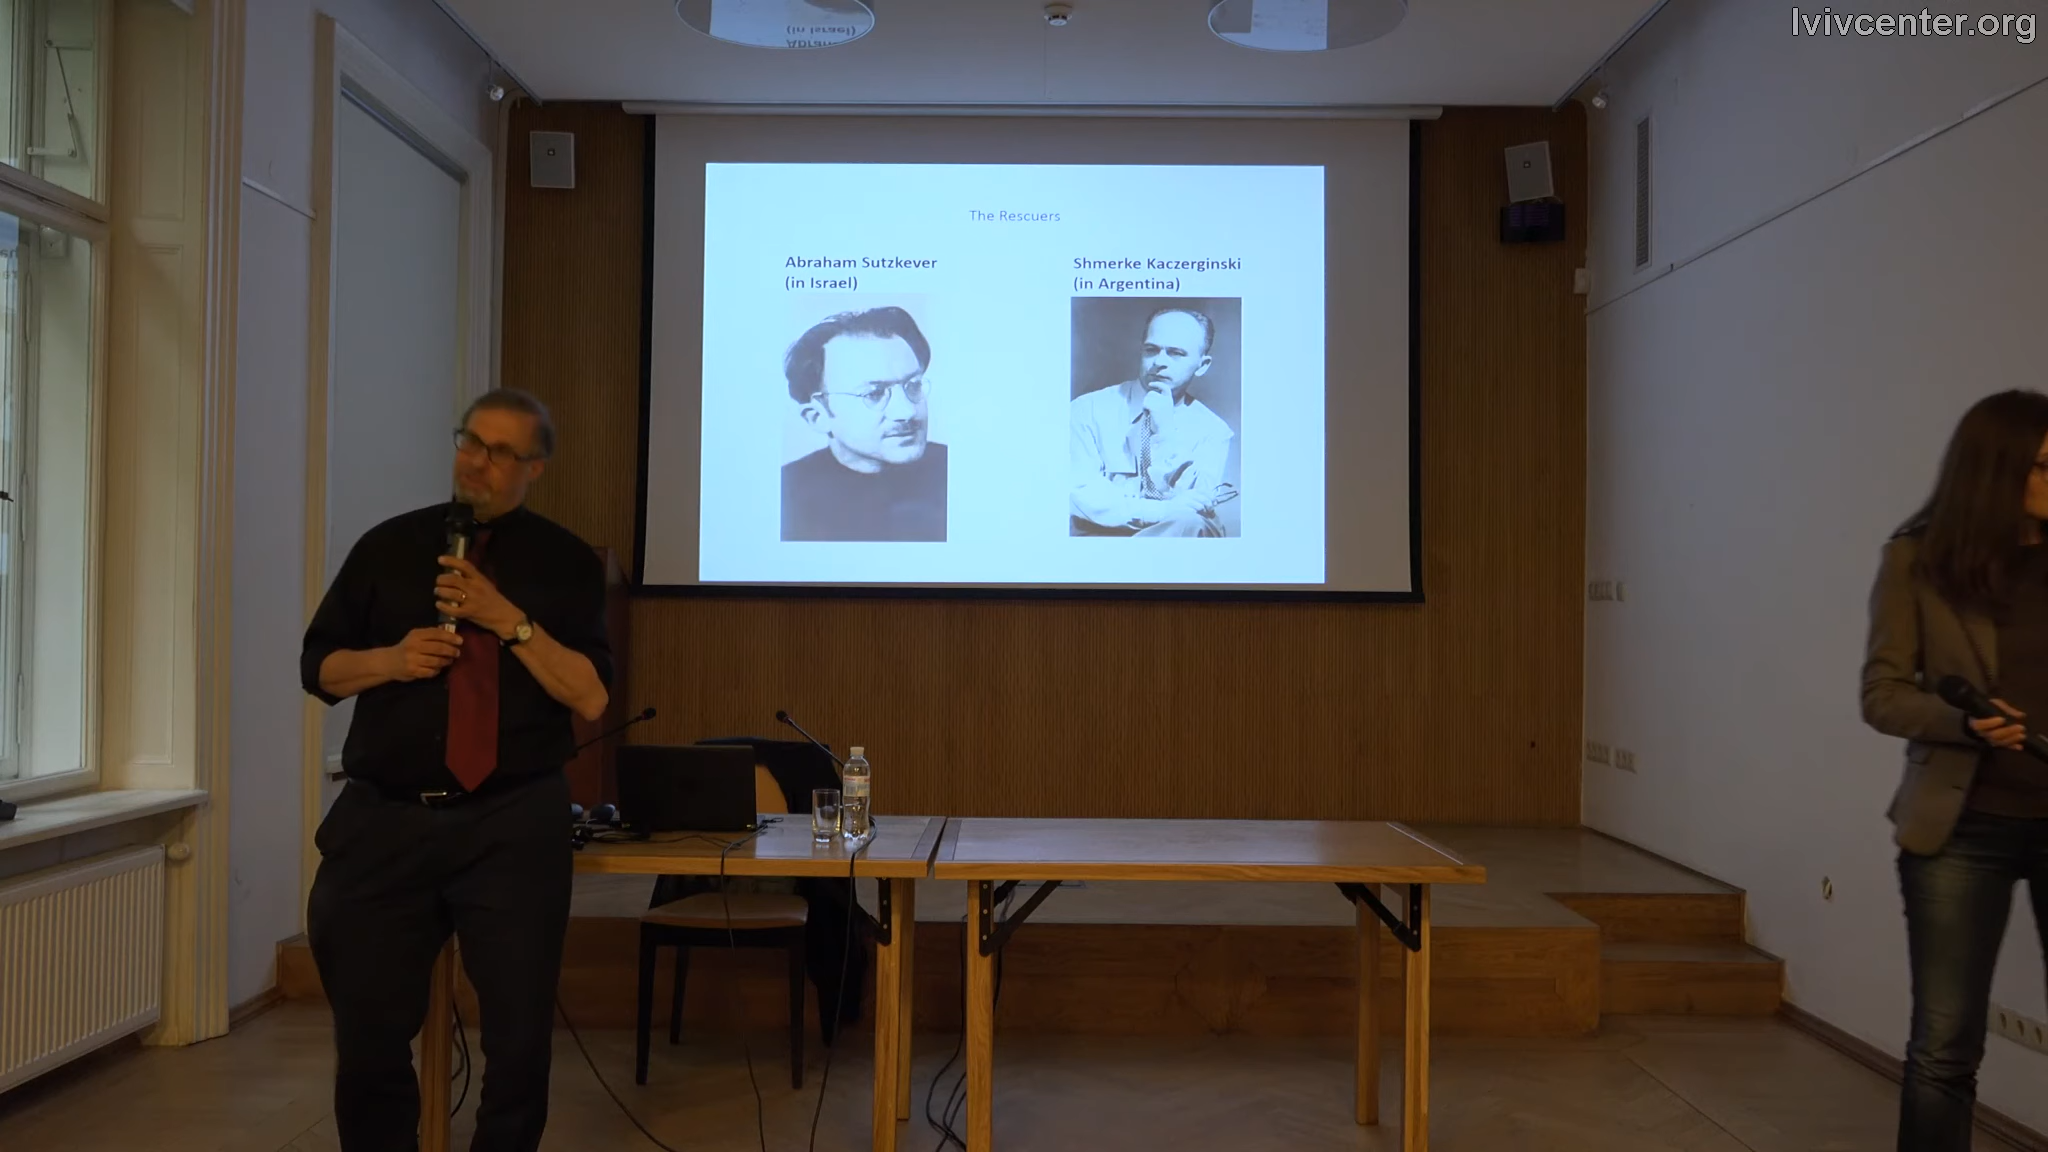 lvivcenter.org
The Rescuers
Abraham Sutzkever
(in Israel)
Shmerke Kaczerginski
(in Argentina)